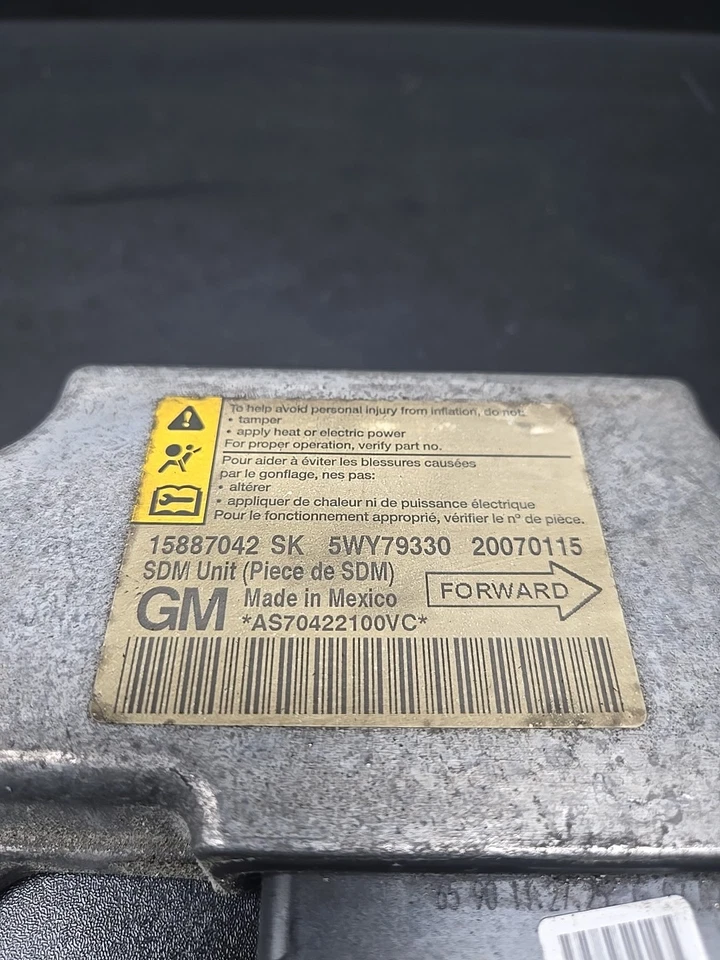 To help avoid personal injury from inflation, do not:
• tamper
• apply heat or electric power
For proper operation, verify part no.
Pour aider à éviter les blessures causées
par le gonflage, nes pas:
• altérer
• appliquer de chaleur ni de puissance électrique
Pour le fonctionnement approprié, vérifier le nº de pièce.
15887042 SK 5WY79330 20070115
SDM Unit (Piece de SDM)
GM Made in Mexico
FORWARD
*AS70422100VC*